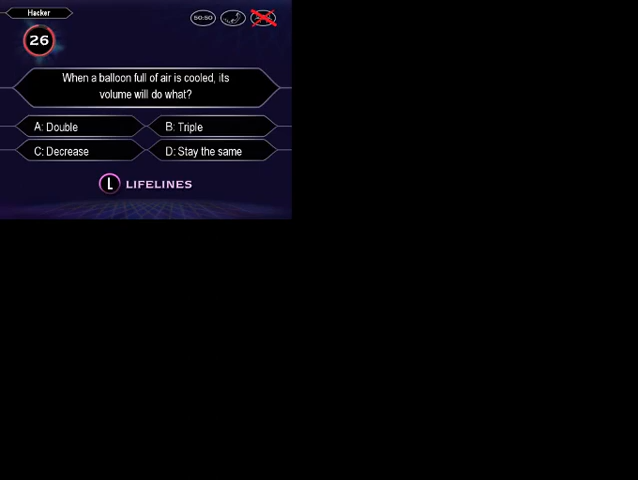 Hacker
50:50
26
When a balloon full of air is cooled, its
volume will do what?
A: Double
B: Triple
C: Decrease
D: Stay the same
L LIFELINES